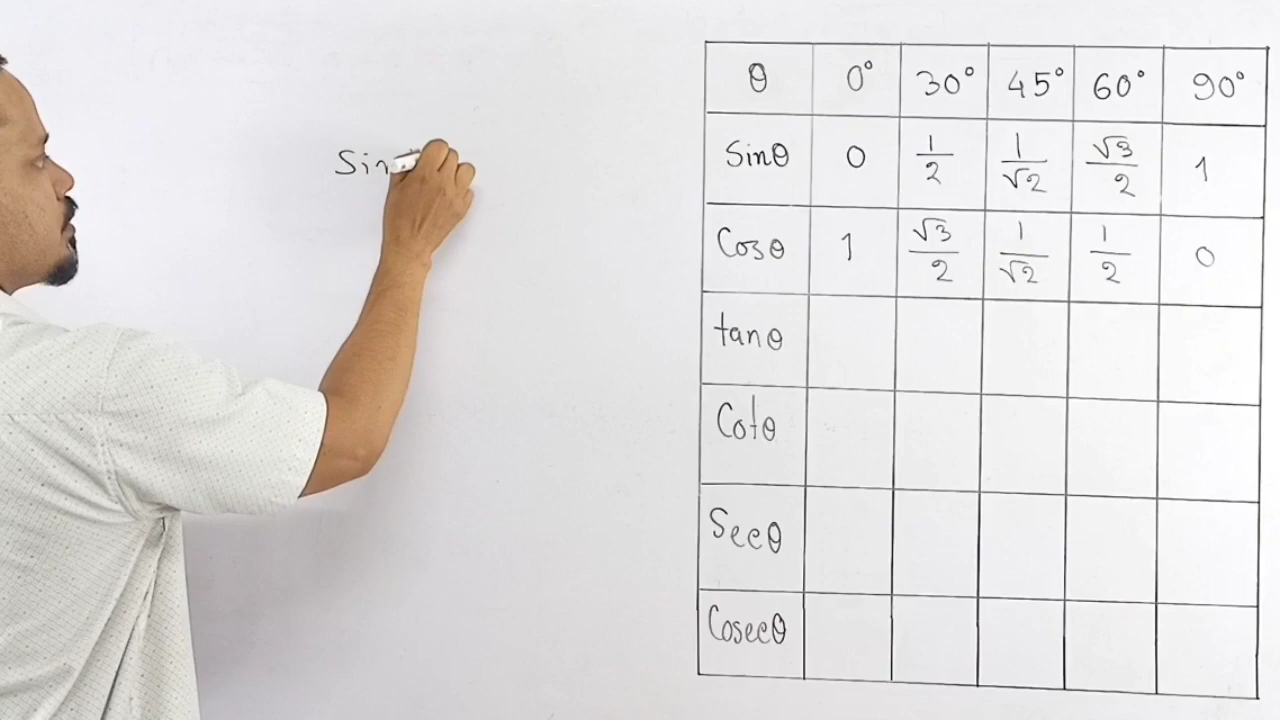 Sin
θ 0° 30° 45° 60° 90°
Sinθ 0 1/2 1/√2 √3/2 1
Cosθ 1 √3/2 1/√2 1/2 0
tanθ
Cotθ
Secθ
Cosecθ